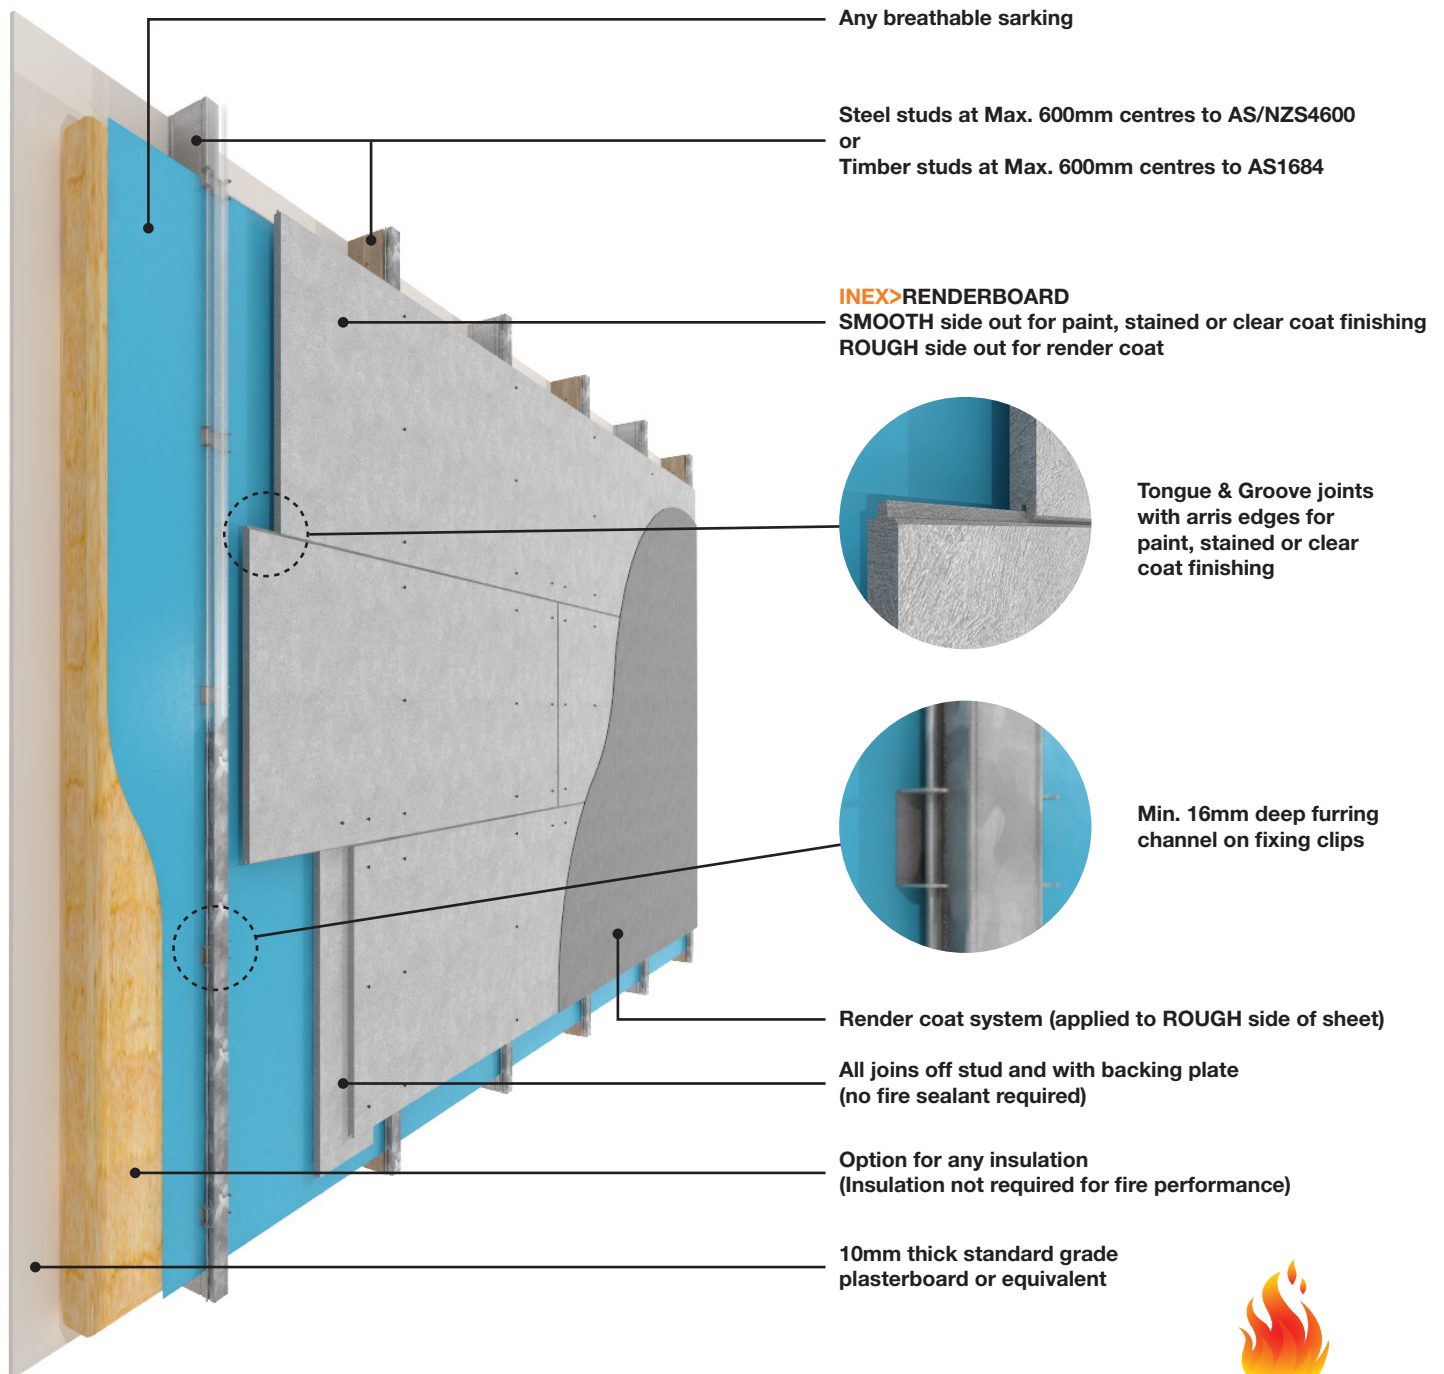 Any breathable sarking
Steel studs at Max. 600mm centres to AS/NZS4600
or
Timber studs at Max. 600mm centres to AS1684
INEX>RENDERBOARD
SMOOTH side out for paint, stained or clear coat finishing
ROUGH side out for render coat
Tongue & Groove joints
with arris edges for
paint, stained or clear
coat finishing
Min. 16mm deep furring
channel on fixing clips
Render coat system (applied to ROUGH side of sheet)
All joins off stud and with backing plate
(no fire sealant required)
Option for any insulation
(Insulation not required for fire performance)
10mm thick standard grade
plasterboard or equivalent